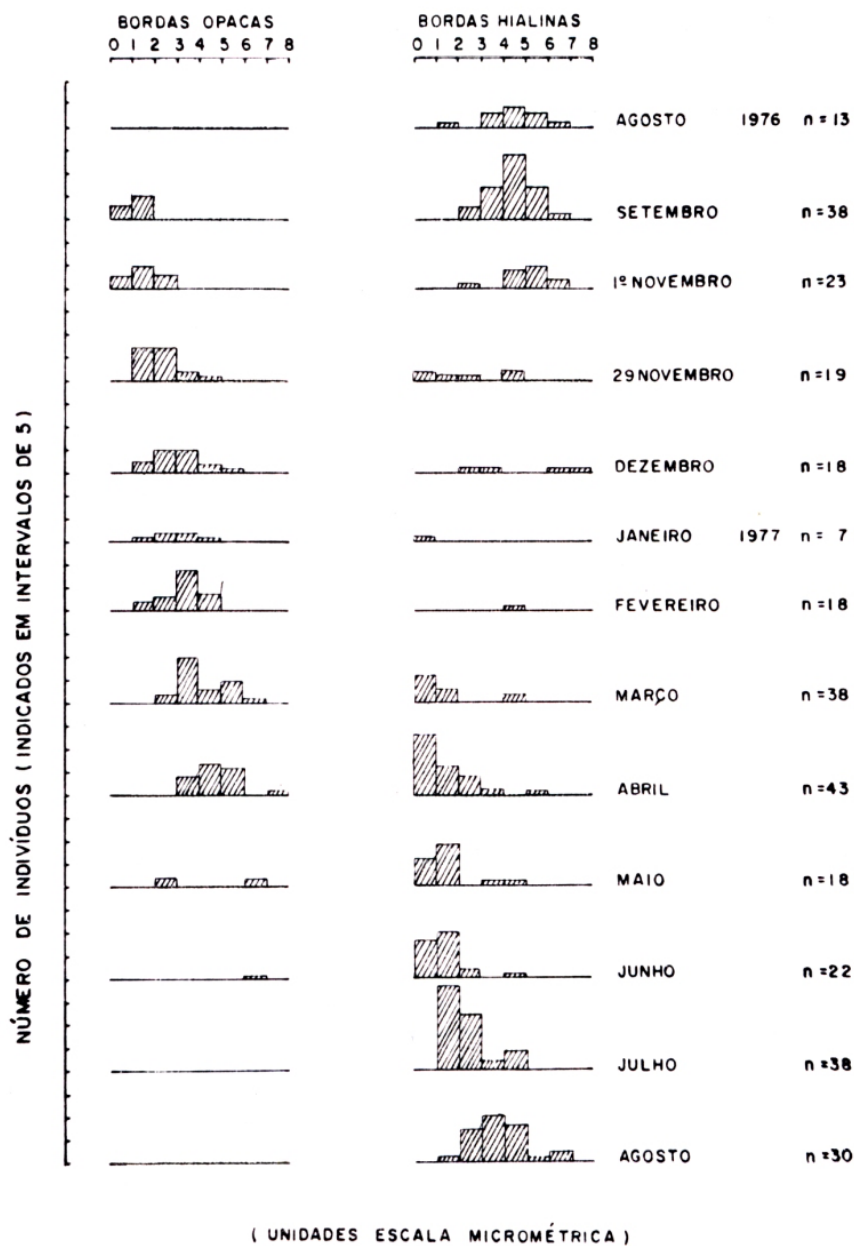 BORDAS OPACAS BORDAS HIALINAS
0 1 2 3 4 5 6 7 8 0 1 2 3 4 5 6 7 8
AGOSTO 1976 n = 13
SETEMBRO n = 38
1º NOVEMBRO n = 23
29 NOVEMBRO n = 19
DEZEMBRO n = 18
JANEIRO 1977 n = 7
FEVEREIRO n = 18
MARÇO n = 38
ABRIL n = 43
MAIO n = 18
JUNHO n = 22
JULHO n = 38
AGOSTO n = 30
NÚMERO DE INDIVÍDUOS ( INDICADOS EM INTERVALOS DE 5 )
( UNIDADES ESCALA MICROMÉTRICA )